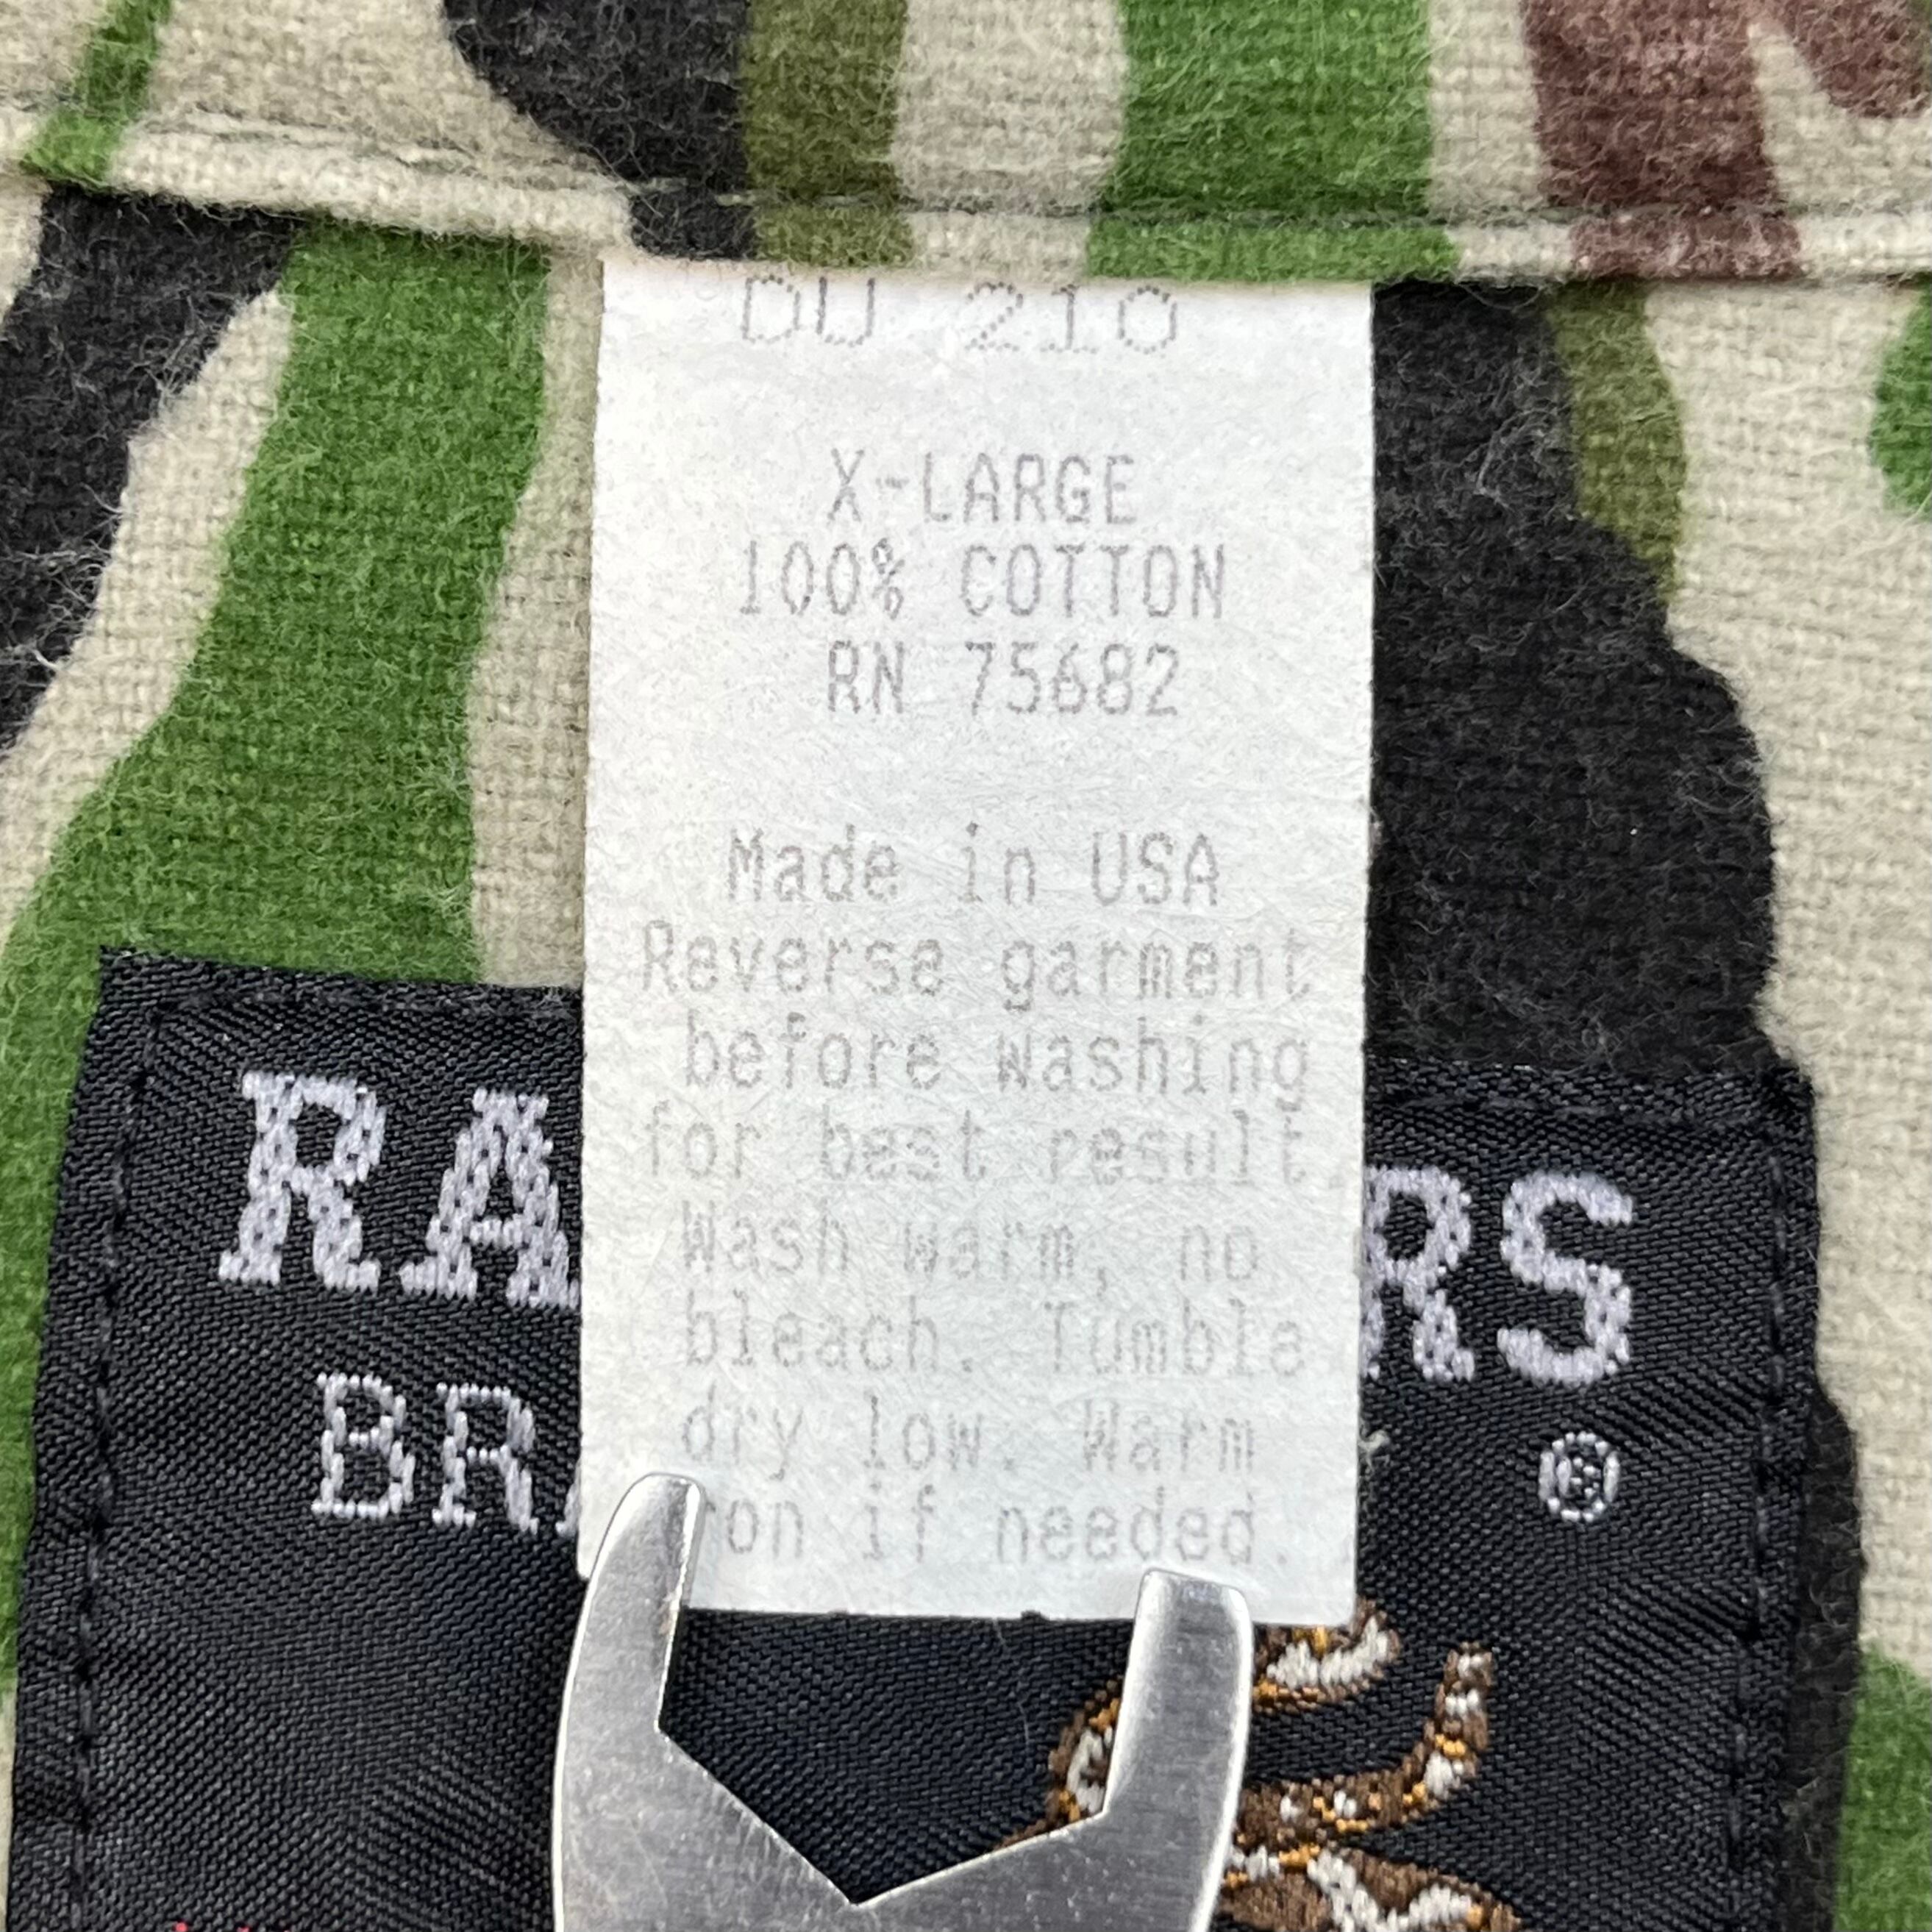 DU 210
X-LARGE
100% COTTON
RN 75682
Made in USA
Reverse garment
before washing
for best result.
Wash warm, no
bleach. Tumble
dry low. Warm
ron if needed.
RA RS
BR
®